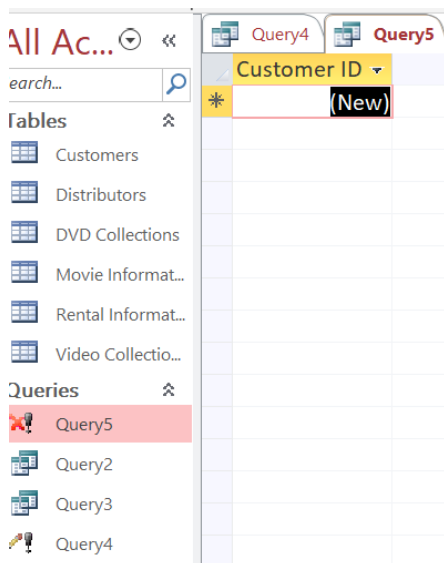 All Ac...
earch...
Tables
Customers
Distributors
DVD Collections
Movie Informat...
Rental Informat...
Video Collectio...
Queries
Query5
Query2
Query3
Query4
Query4 Query5
Customer ID
(New)